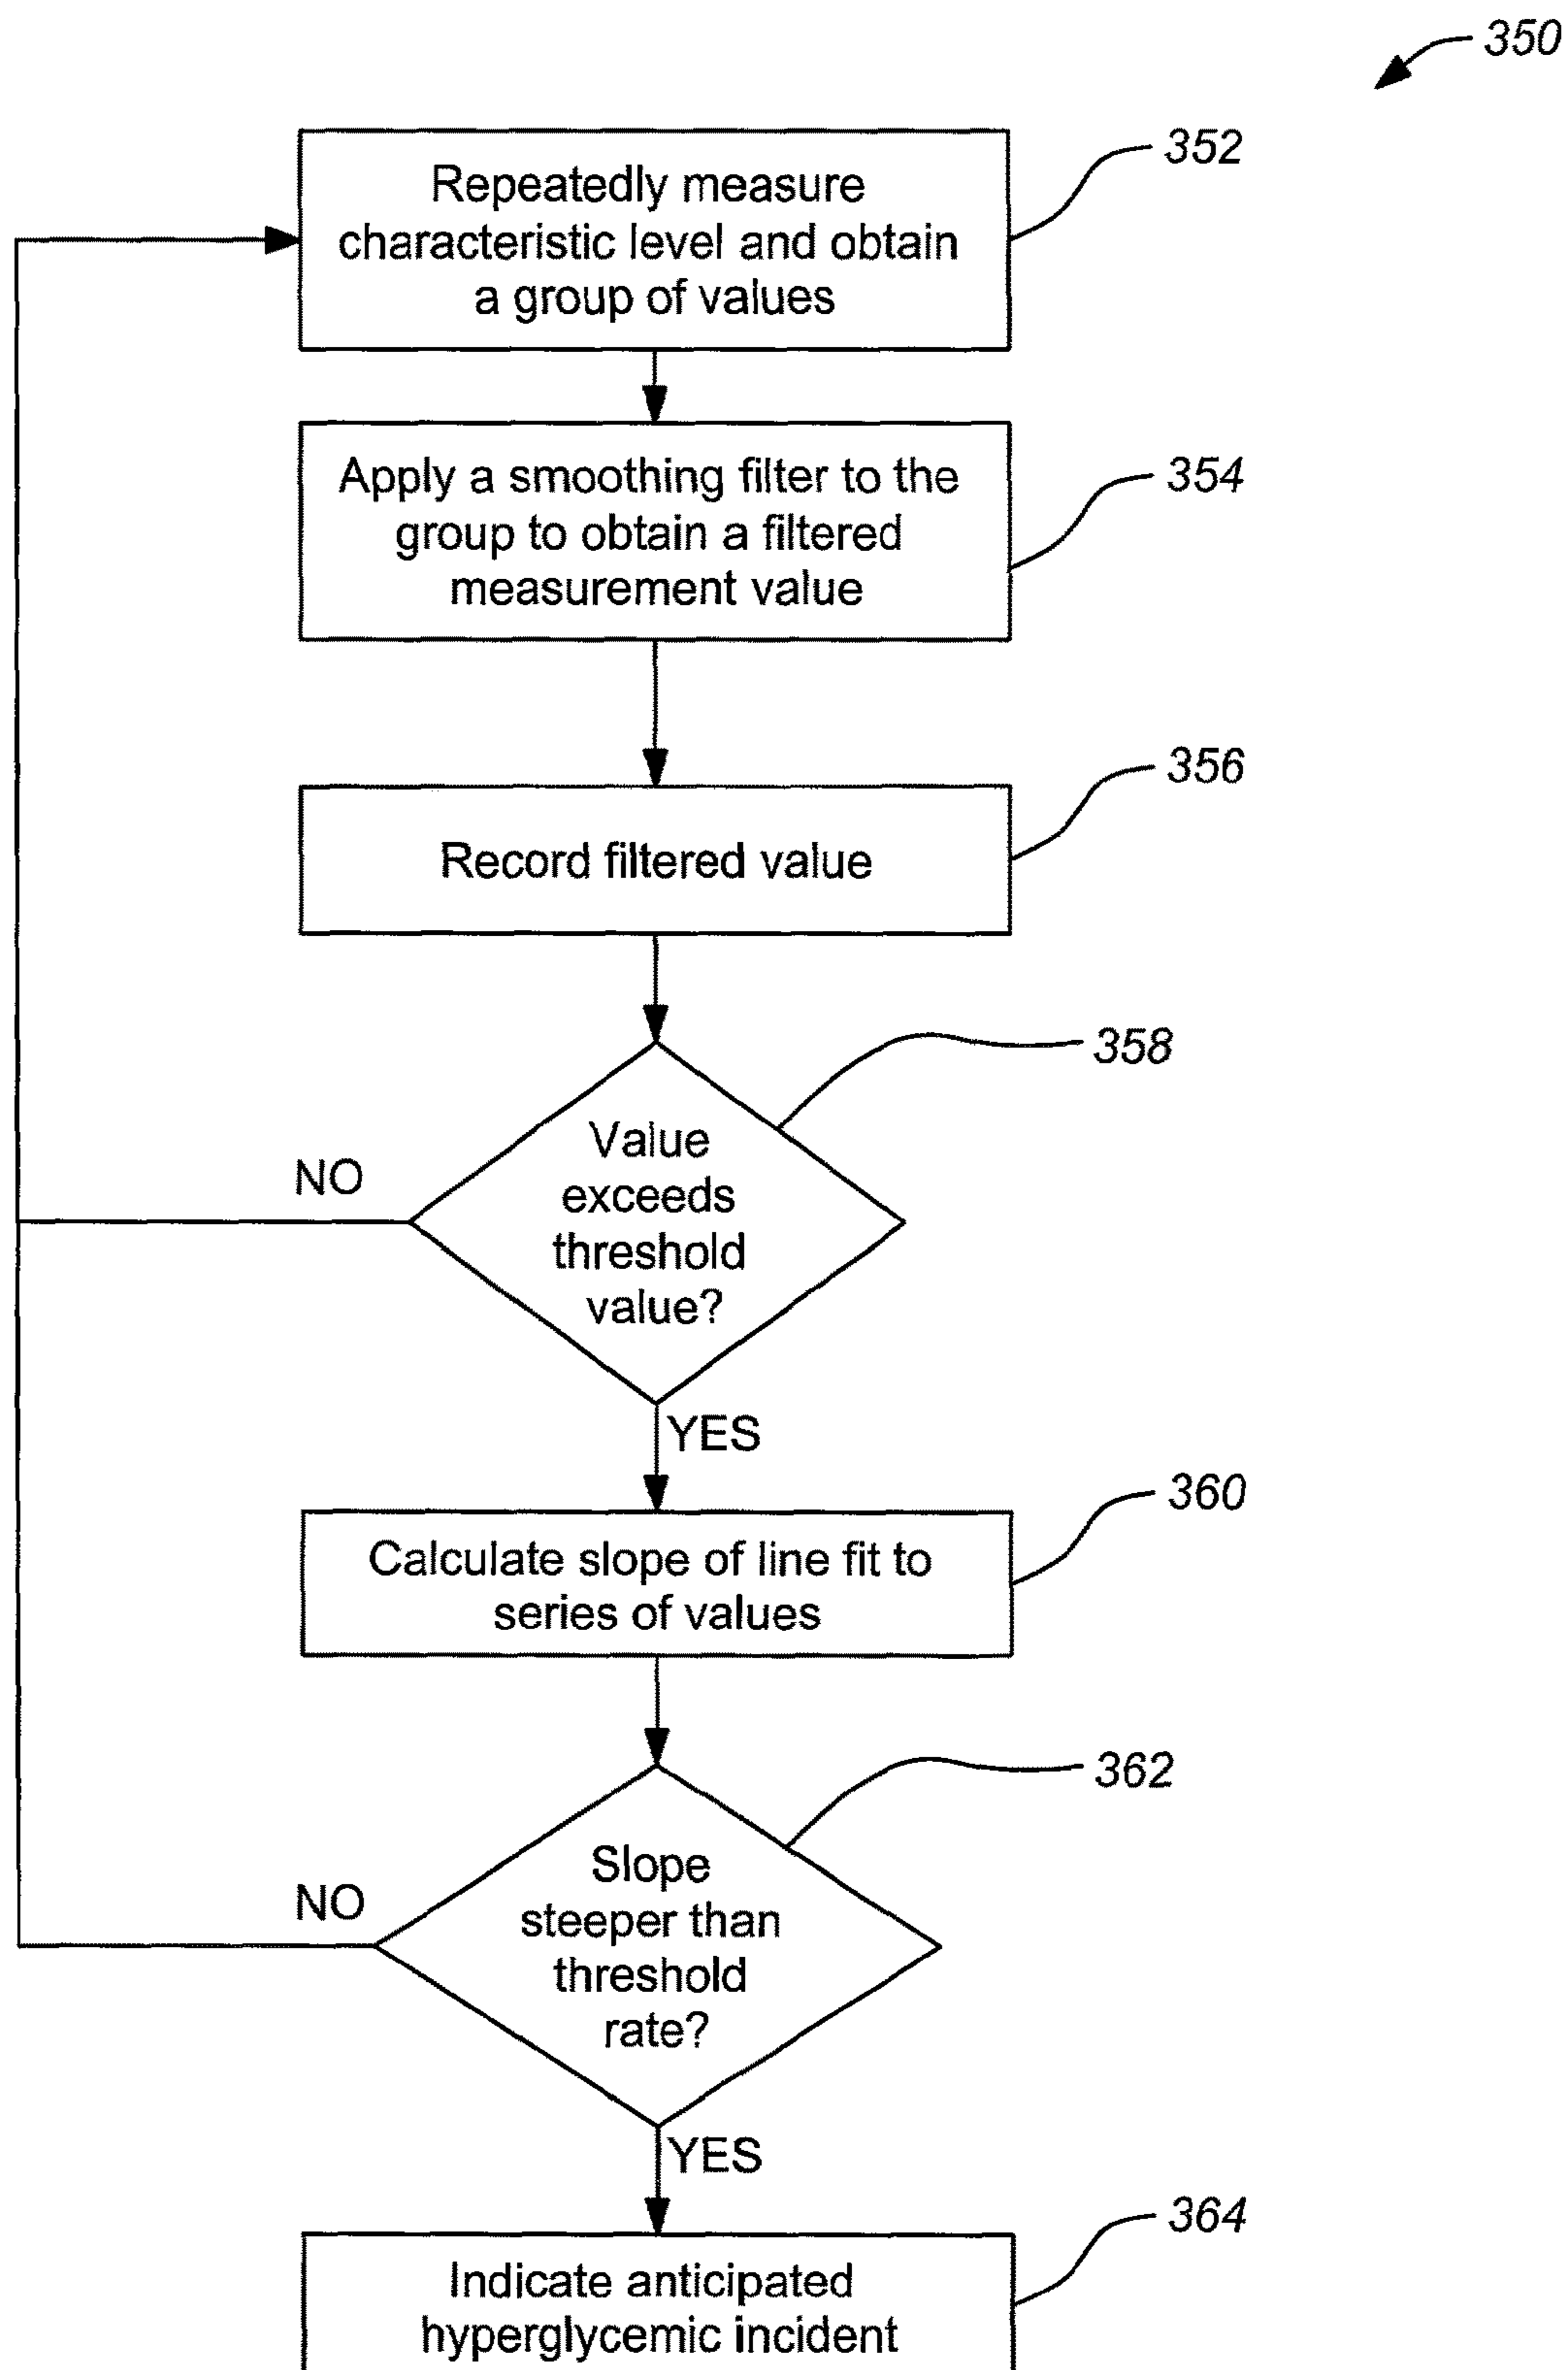 350
Repeatedly measure
characteristic level and obtain
a group of values
352
Apply a smoothing filter to the
group to obtain a filtered
measurement value
354
Record filtered value
356
Value
exceeds
threshold
value?
358
NO
YES
Calculate slope of line fit to
series of values
360
Slope
steeper than
threshold
rate?
362
NO
YES
Indicate anticipated
hyperglycemic incident
364